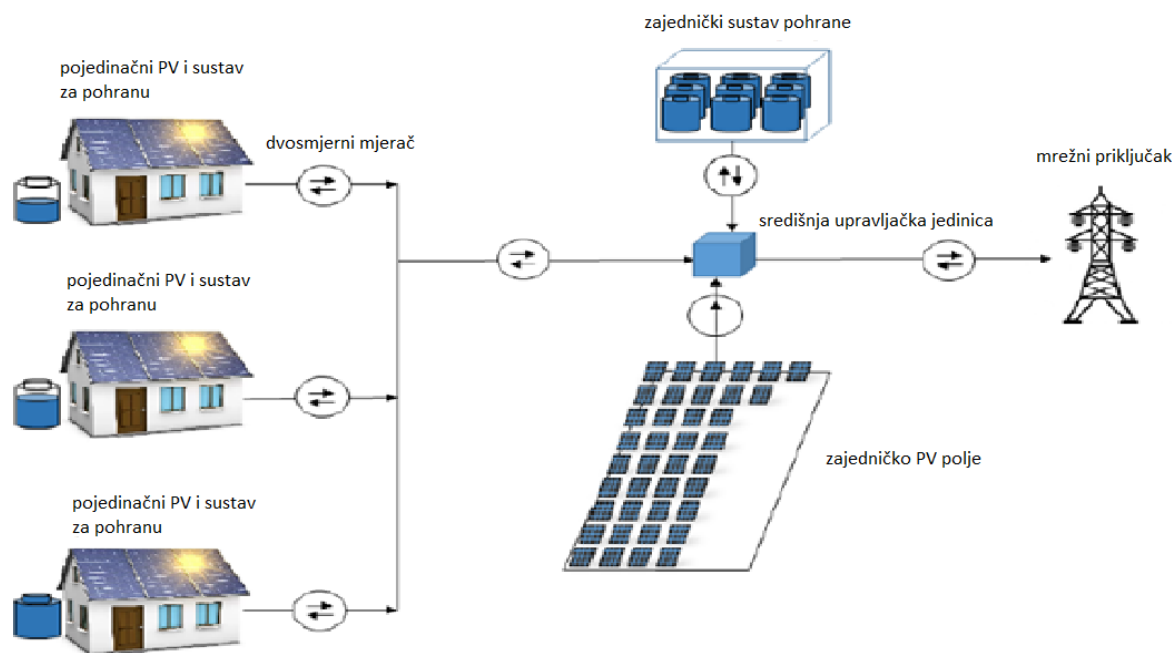 zajednički sustav pohrane
pojedinačni PV i sustav
za pohranu
dvosmjerni mjerač
mrežni priključak
središnja upravljačka jedinica
pojedinačni PV i sustav
za pohranu
zajedničko PV polje
pojedinačni PV i sustav
za pohranu